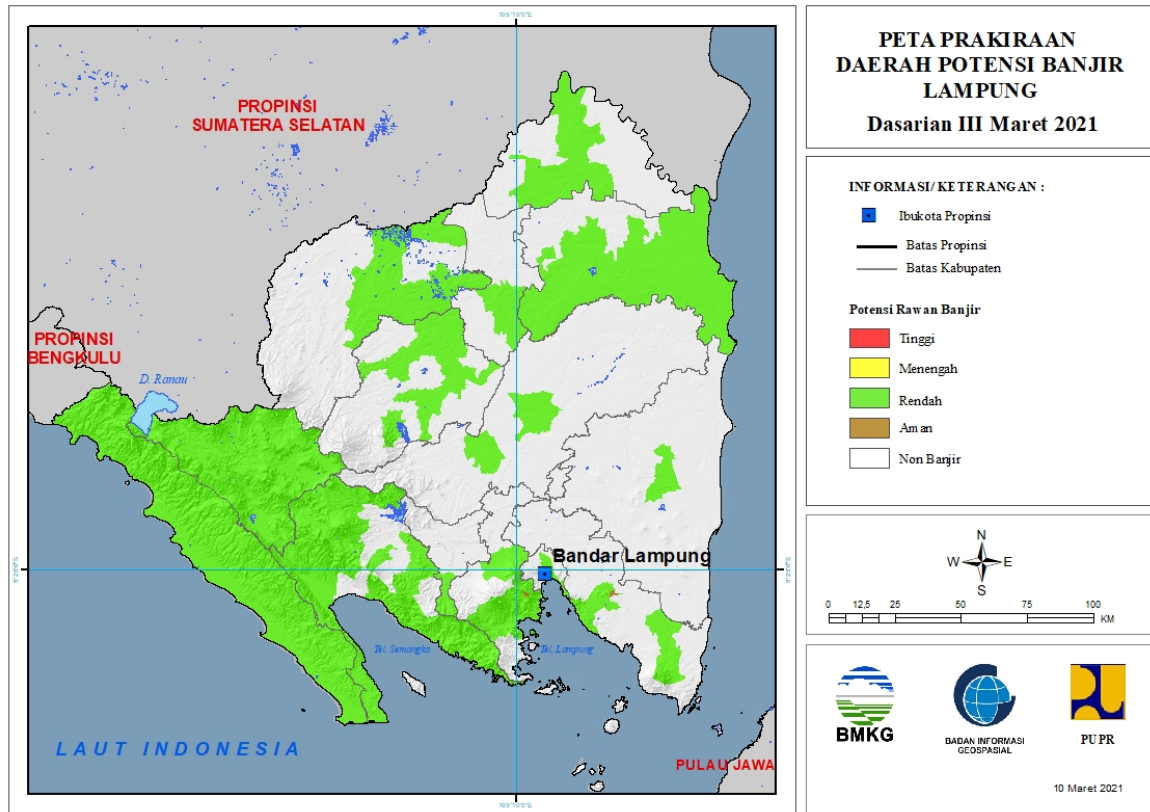 PETA PRAKIRAAN
DAERAH POTENSI BANJIR
LAMPUNG
Dasarian III Maret 2021
INFORMASI/ KETERANGAN :
Ibukota Propinsi
Batas Propinsi
Batas Kabupaten
Potensi Rawan Banjir
Tinggi
Menengah
Rendah
Aman
Non Banjir
N
W
E
S
0 12,5 25 50 75 100
KM
BMKG
BADAN INFORMASI
GEOSPASIAL
PUPR
10 Maret 2021
PROPINSI
SUMATERA SELATAN
PROPINSI
BENGKULU
D. Ranau
Bandar Lampung
Tel. Semangka
Tel. Lampung
LAUT INDONESIA
PULAU JAWA